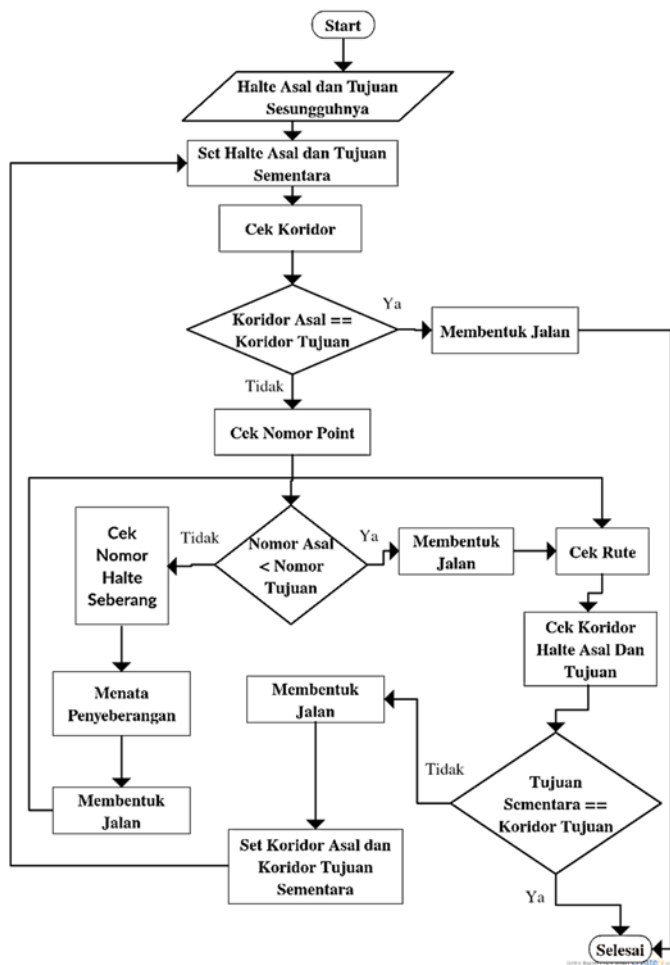 Start
Halte Asal dan Tujuan
Sesungguhnya
Set Halte Asal dan Tujuan
Sementara
Cek Koridor
Koridor Asal ==
Koridor Tujuan
Ya
Membentuk Jalan
Tidak
Cek Nomor Point
Nomor Asal
< Nomor
Tujuan
Tidak
Cek
Nomor
Halte
Seberang
Ya
Membentuk
Jalan
Cek Rute
Menata
Penyeberangan
Membentuk
Jalan
Cek Koridor
Halte Asal Dan
Tujuan
Tujuan
Sementara ==
Koridor Tujuan
Tidak
Membentuk
Jalan
Set Koridor Asal dan
Koridor Tujuan
Sementara
Ya
Selesai